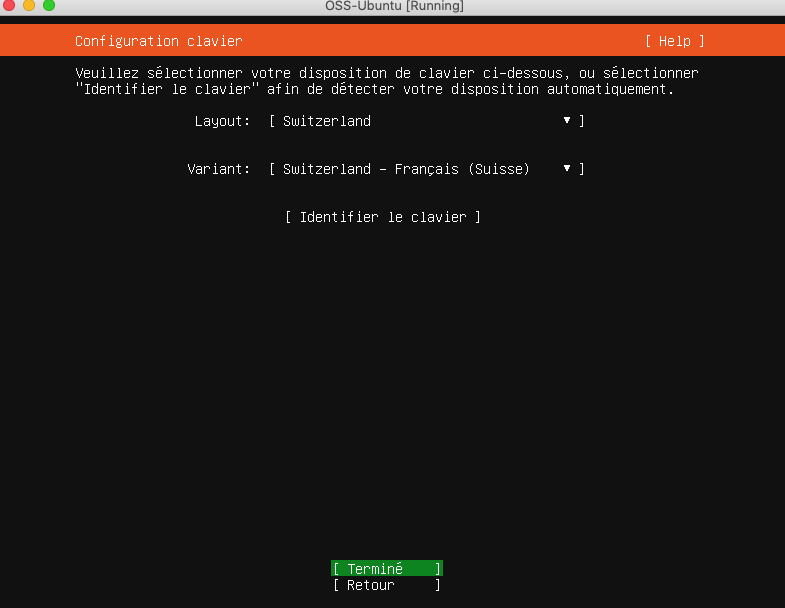 OSS-Ubuntu [Running]
Configuration clavier [ Help ]
Veuillez sélectionner votre disposition de clavier ci-dessous, ou sélectionner
"Identifier le clavier" afin de détecter votre disposition automatiquement.
Layout: [ Switzerland ▾ ]
Variant: [ Switzerland - Français (Suisse) ▾ ]
[ Identifier le clavier ]
[ Terminé ]
[ Retour ]